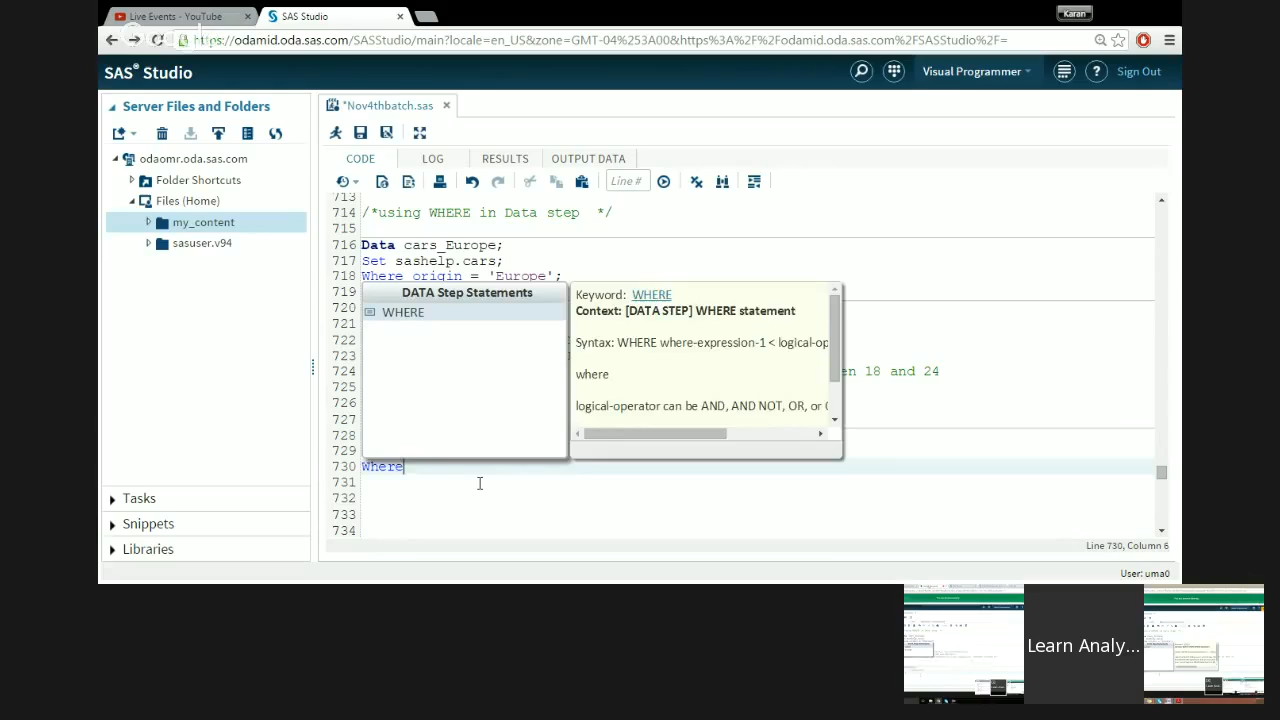 Live Events - YouTube
SAS Studio
Karan
https://odamid.oda.sas.com/SASStudio/main?locale=en_US&zone=GMT-04%253A00&https%3A%2F%2Fodamid.oda.sas.com%2FSASStudio%2F=
SAS® Studio
Visual Programmer
Sign Out
Server Files and Folders
odaomr.oda.sas.com
Folder Shortcuts
Files (Home)
my_content
sasuser.v94
Tasks
Snippets
Libraries
*Nov4thbatch.sas
CODE
LOG
RESULTS
OUTPUT DATA
Line #
713
714 /*using WHERE in Data step */
715
716 Data cars_Europe;
717 Set sashelp.cars;
718 Where origin = 'Europe';
719
720
721
722
723
724 en 18 and 24
725
726
727
728
729
730 Where
731
732
733
734
DATA Step Statements
WHERE
Keyword: WHERE
Context: [DATA STEP] WHERE statement
Syntax: WHERE where-expression-1 < logical-op
where
logical-operator can be AND, AND NOT, OR, or
Line 730, Column 6
User: uma0
Learn Analy...